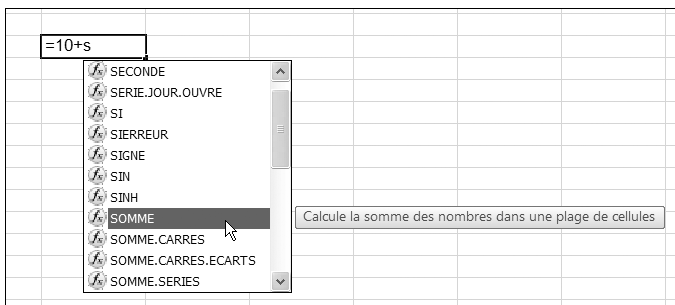 =10+s
SECONDE
SERIE.JOUR.OUVRE
SI
SIERREUR
SIGNE
SIN
SINH
SOMME
Calcule la somme des nombres dans une plage de cellules
SOMME.CARRES
SOMME.CARRES.ECARTS
SOMME.SERIES